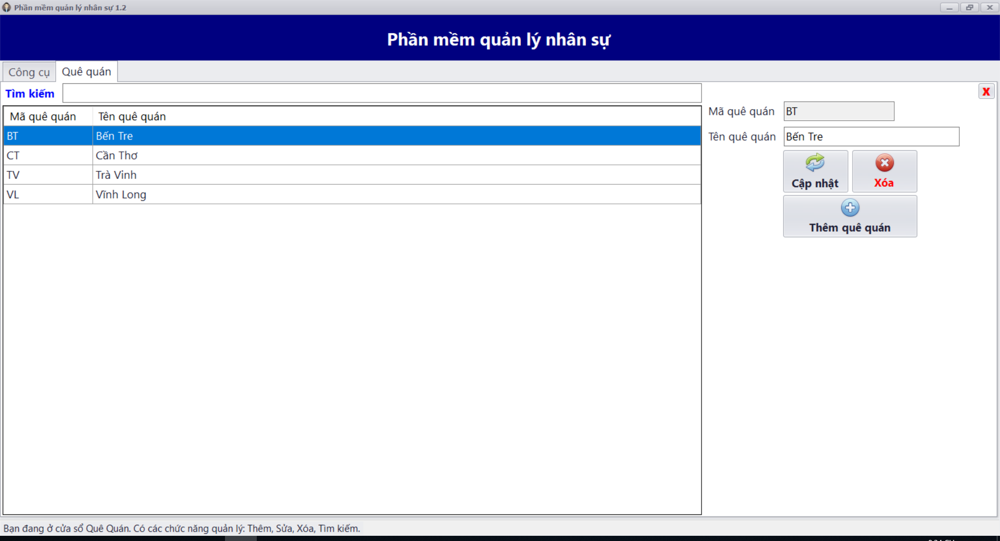 Phần mềm quản lý nhân sự 1.2
Phần mềm quản lý nhân sự
Công cụ
Quê quán
Tìm kiếm
X
Mã quê quán Tên quê quán
BT Bến Tre
CT Cần Thơ
TV Trà Vinh
VL Vĩnh Long
Mã quê quán BT
Tên quê quán Bến Tre
Cập nhật
Xóa
Thêm quê quán
Bạn đang ở cửa sổ Quê Quán. Có các chức năng quản lý: Thêm, Sửa, Xóa, Tìm kiếm.